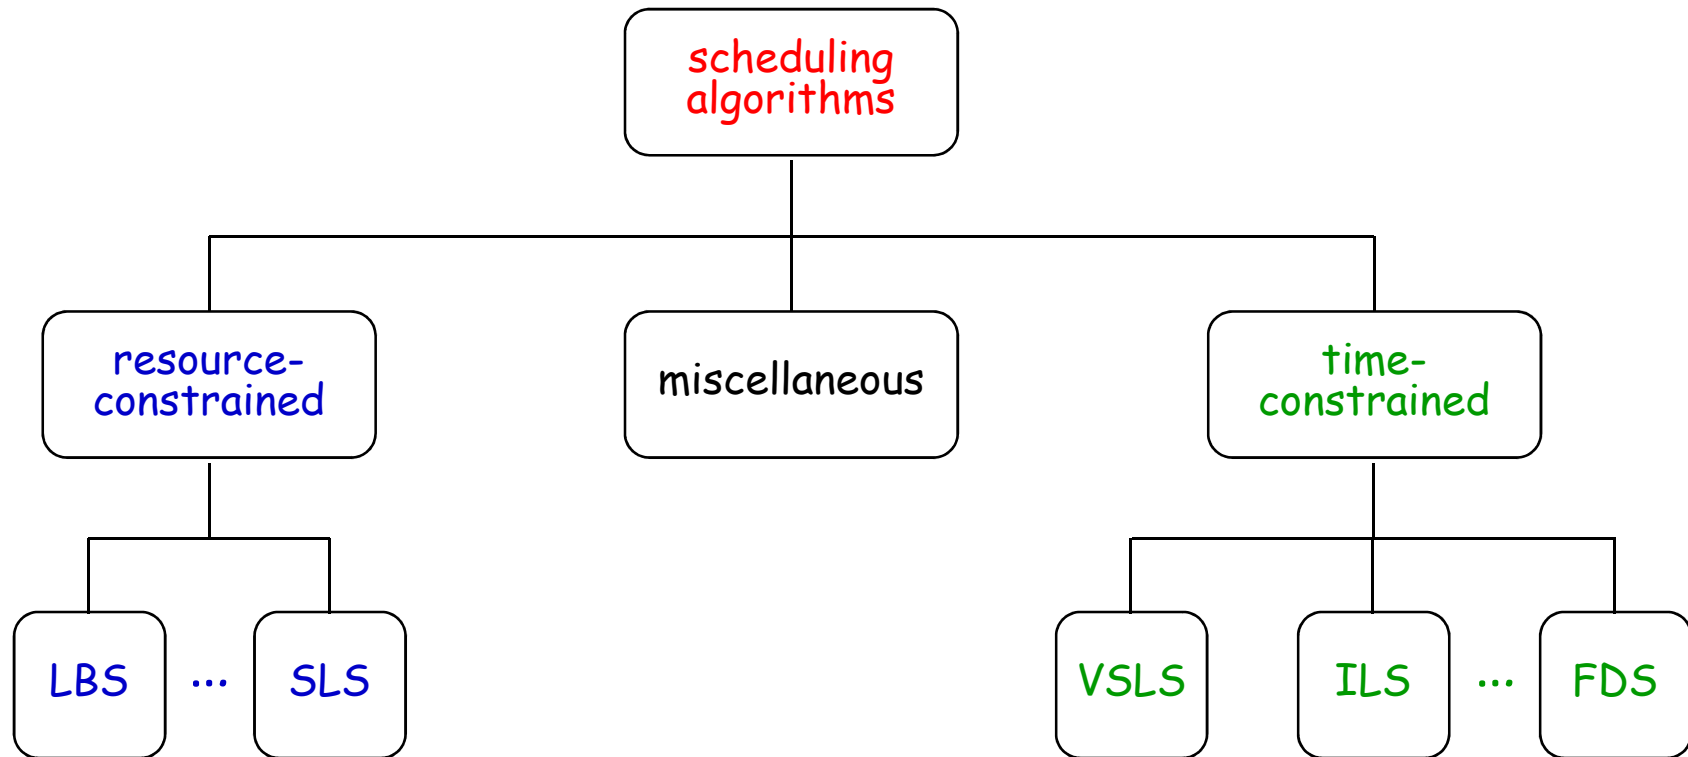 scheduling
algorithms
resource-
constrained
miscellaneous
time-
constrained
LBS ... SLS
VSLS ILS ... FDS